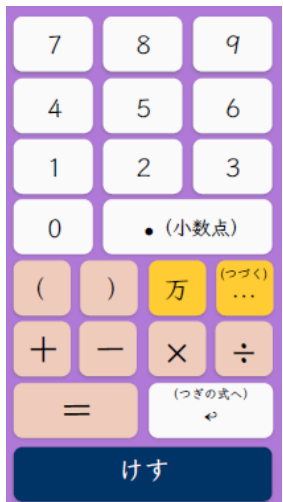 7 8 9
4 5 6
1 2 3
0 .(小数点)
( ) 万 (つづく)
…
+ − × ÷
= (つぎの式へ)
↵
けす